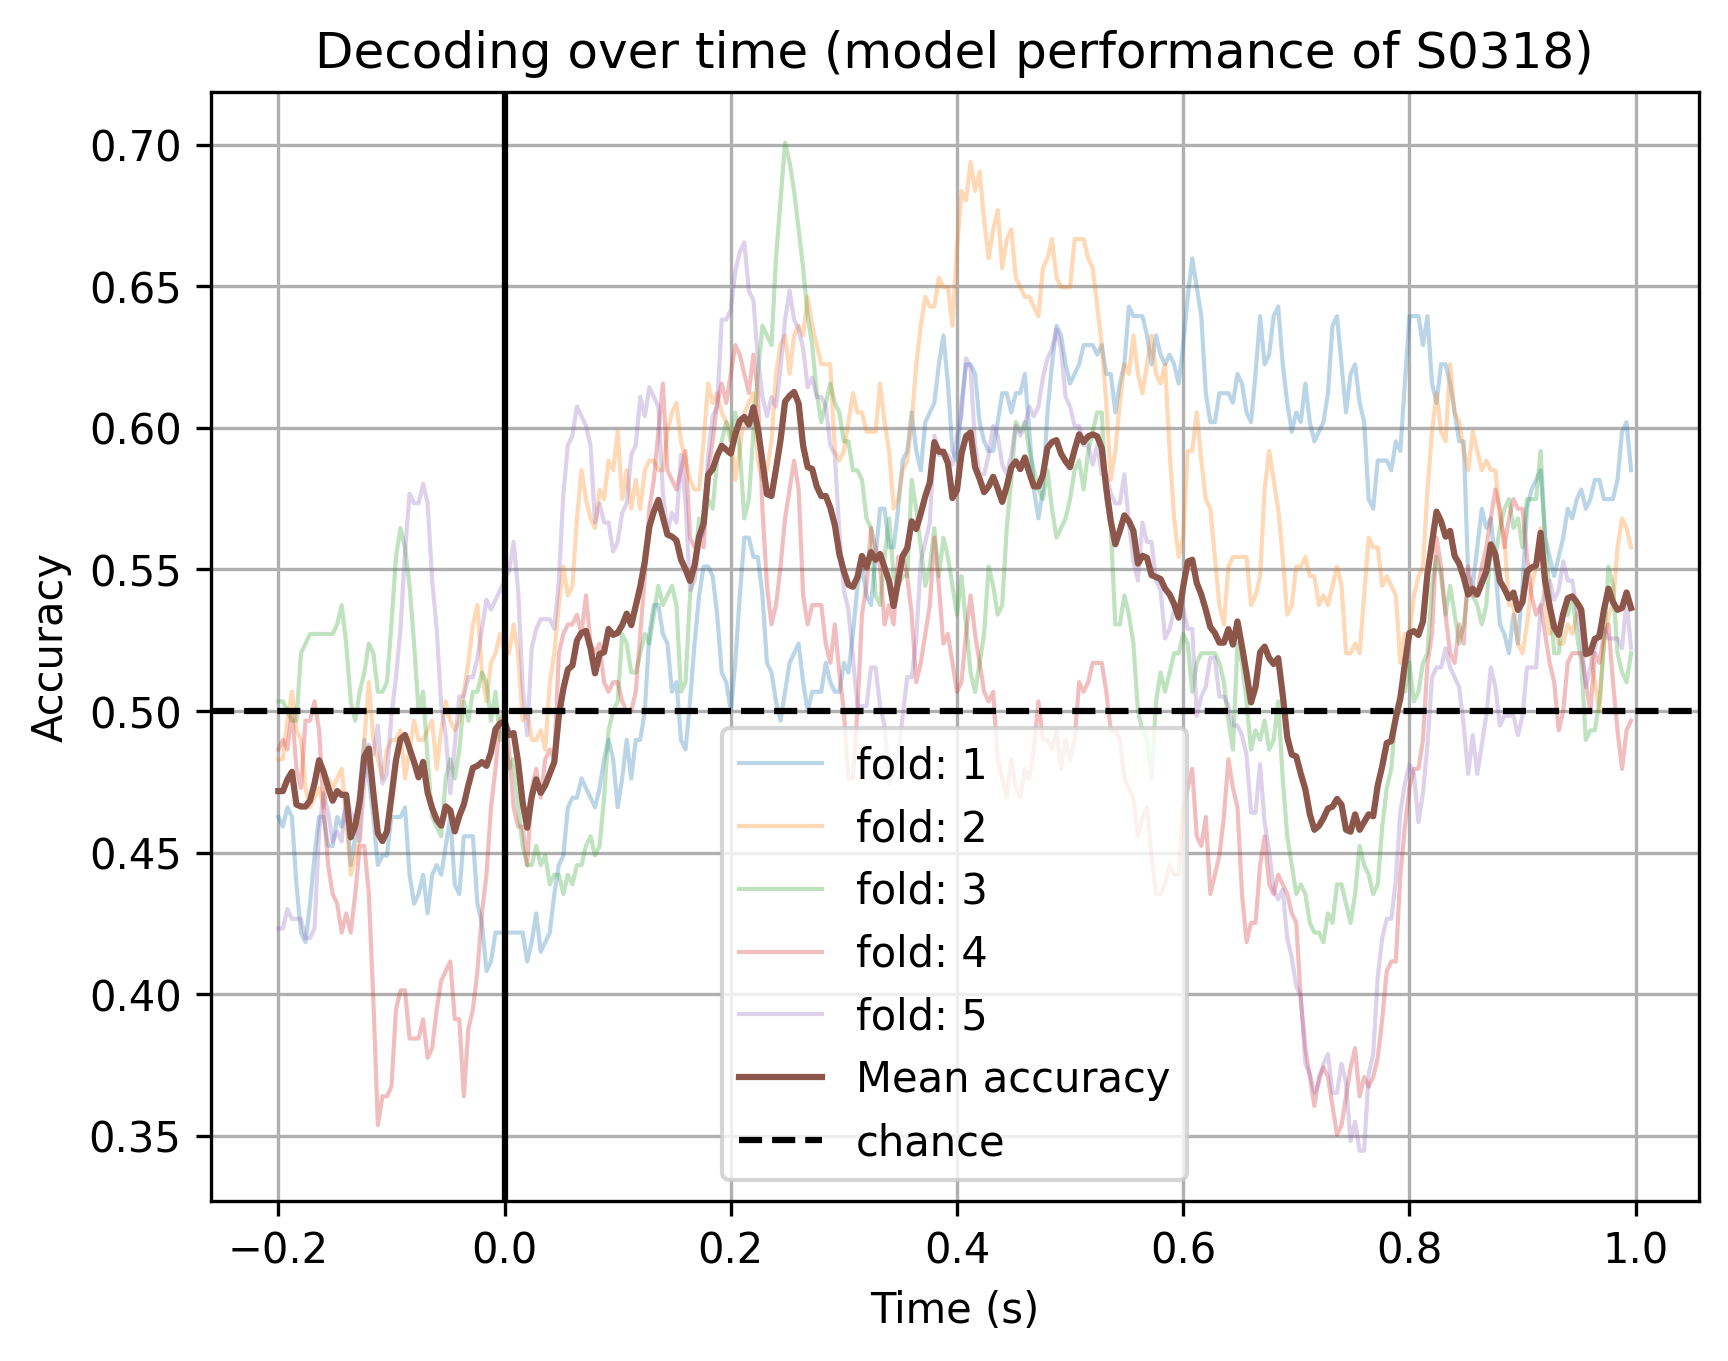 Decoding over time (model performance of S0318)
Accuracy
0.70
0.65
0.60
0.55
0.50
0.45
0.40
0.35
fold: 1
fold: 2
fold: 3
fold: 4
fold: 5
Mean accuracy
chance
−0.2 0.0 0.2 0.4 0.6 0.8 1.0
Time (s)